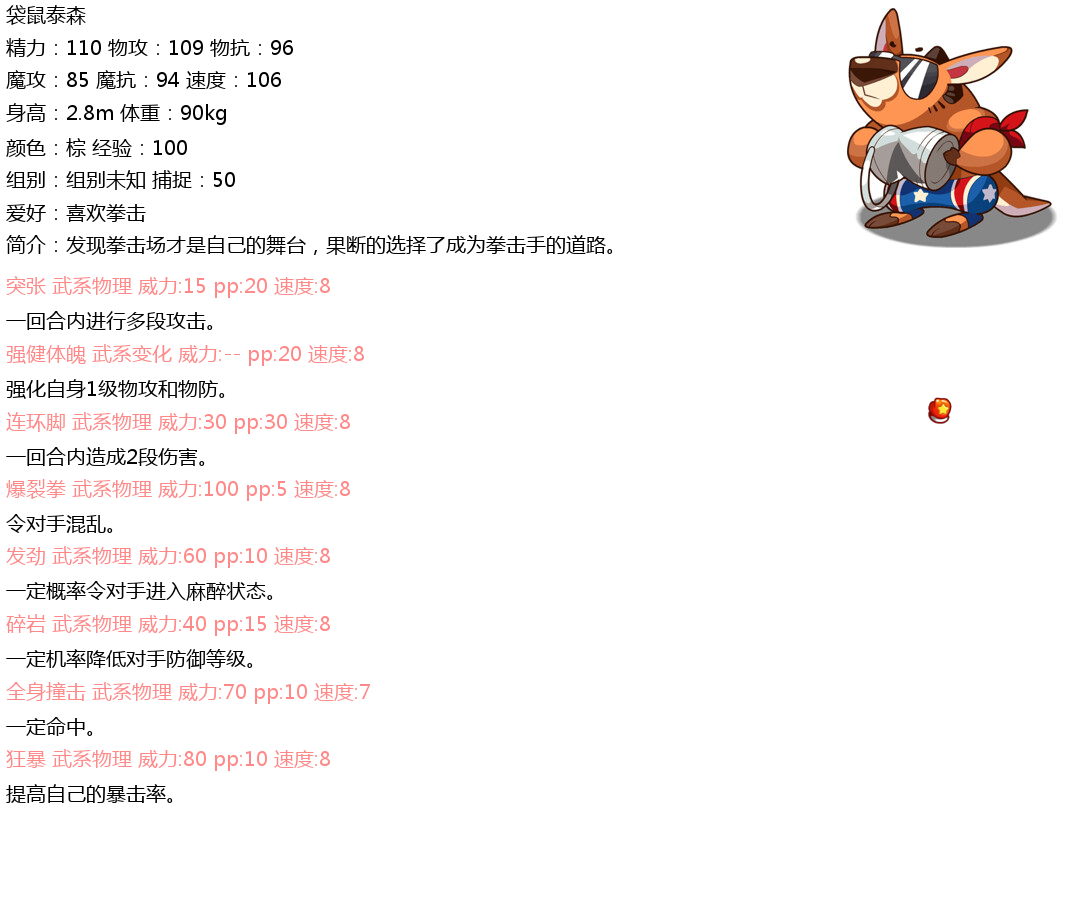 袋鼠泰森
精力：110 物攻：109 物抗：96
魔攻：85 魔抗：94 速度：106
身高：2.8m 体重：90kg
颜色：棕 经验：100
组别：组别未知 捕捉：50
爱好：喜欢拳击
简介：发现拳击场才是自己的舞台，果断的选择了成为拳击手的道路。
突张 武系物理 威力:15 pp:20 速度:8
一回合内进行多段攻击。
强健体魄 武系变化 威力:-- pp:20 速度:8
强化自身1级物攻和物防。
连环脚 武系物理 威力:30 pp:30 速度:8
一回合内造成2段伤害。
爆裂拳 武系物理 威力:100 pp:5 速度:8
令对手混乱。
发劲 武系物理 威力:60 pp:10 速度:8
一定概率令对手进入麻醉状态。
碎岩 武系物理 威力:40 pp:15 速度:8
一定机率降低对手防御等级。
全身撞击 武系物理 威力:70 pp:10 速度:7
一定命中。
狂暴 武系物理 威力:80 pp:10 速度:8
提高自己的暴击率。